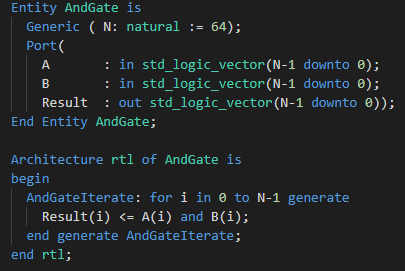 Entity AndGate is
  Generic ( N: natural := 64);
  Port(
    A       : in std_logic_vector(N-1 downto 0);
    B       : in std_logic_vector(N-1 downto 0);
    Result  : out std_logic_vector(N-1 downto 0));
End Entity AndGate;

Architecture rtl of AndGate is
begin
  AndGateIterate: for i in 0 to N-1 generate
    Result(i) <= A(i) and B(i);
  end generate AndGateIterate;
end rtl;